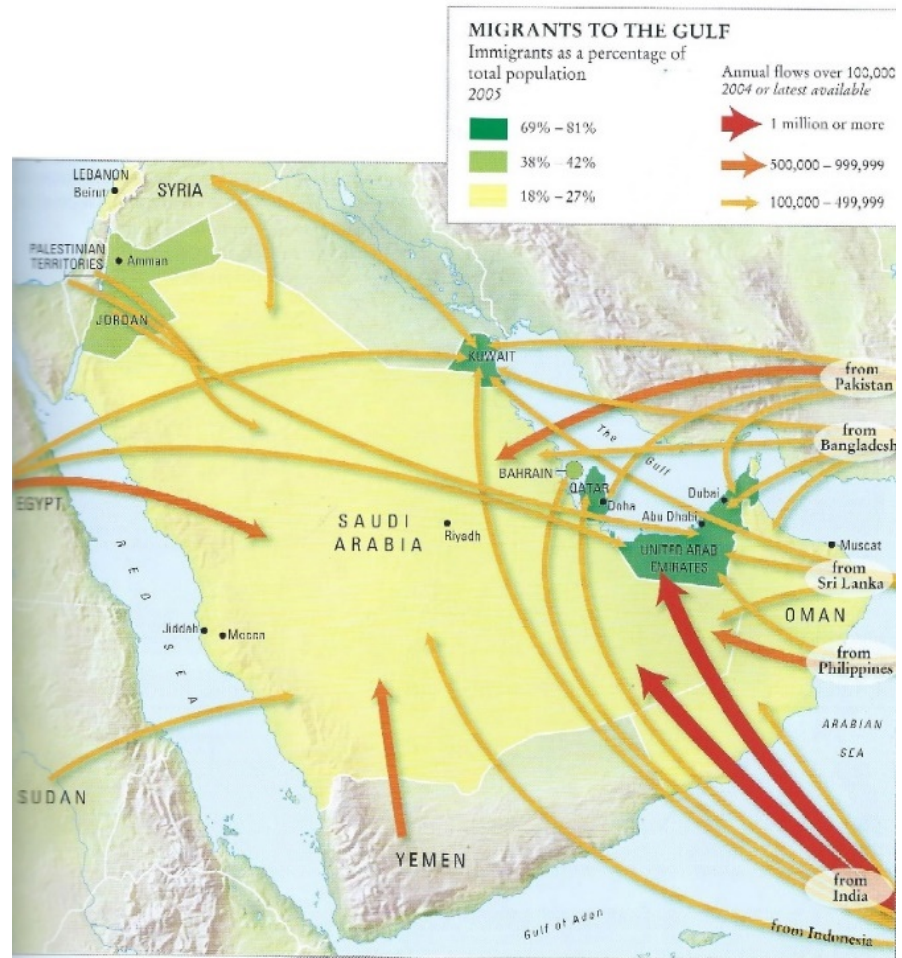 MIGRANTS TO THE GULF
Immigrants as a percentage of
total population
2005
69% – 81%
38% – 42%
18% – 27%
Annual flows over 100,000
2004 or latest available
1 million or more
500,000 – 999,999
100,000 – 499,999
LEBANON
Beirut
SYRIA
PALESTINIAN
TERRITORIES
Amman
JORDAN
KUWAIT
from
Pakistan
from
Bangladesh
The Gulf
BAHRAIN
QATAR
Doha
Dubai
Abu Dhabi
EGYPT
SAUDI
ARABIA
Riyadh
UNITED ARAB
EMIRATES
Muscat
from
Sri Lanka
OMAN
RED SEA
Jiddah
Mecca
from
Philippines
ARABIAN
SEA
SUDAN
YEMEN
from
India
Gulf of Aden
from Indonesia